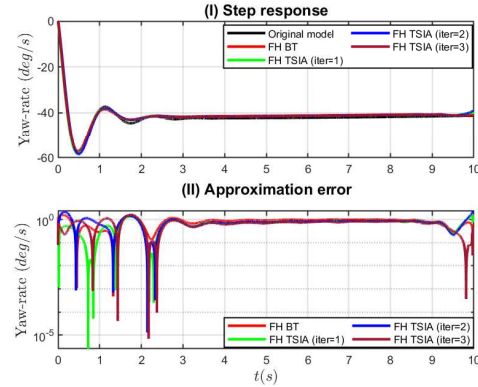 (I) Step response
0
-20
-40
-60
Yaw-rate (deg/s)
Original model
FH BT
FH TSIA (iter=1)
FH TSIA (iter=2)
FH TSIA (iter=3)
0 1 2 3 4 5 6 7 8 9 10
(II) Approximation error
10^0
10^-5
Yaw-rate (deg/s)
FH BT
FH TSIA (iter=1)
FH TSIA (iter=2)
FH TSIA (iter=3)
0 1 2 3 4 5 6 7 8 9 10
t(s)